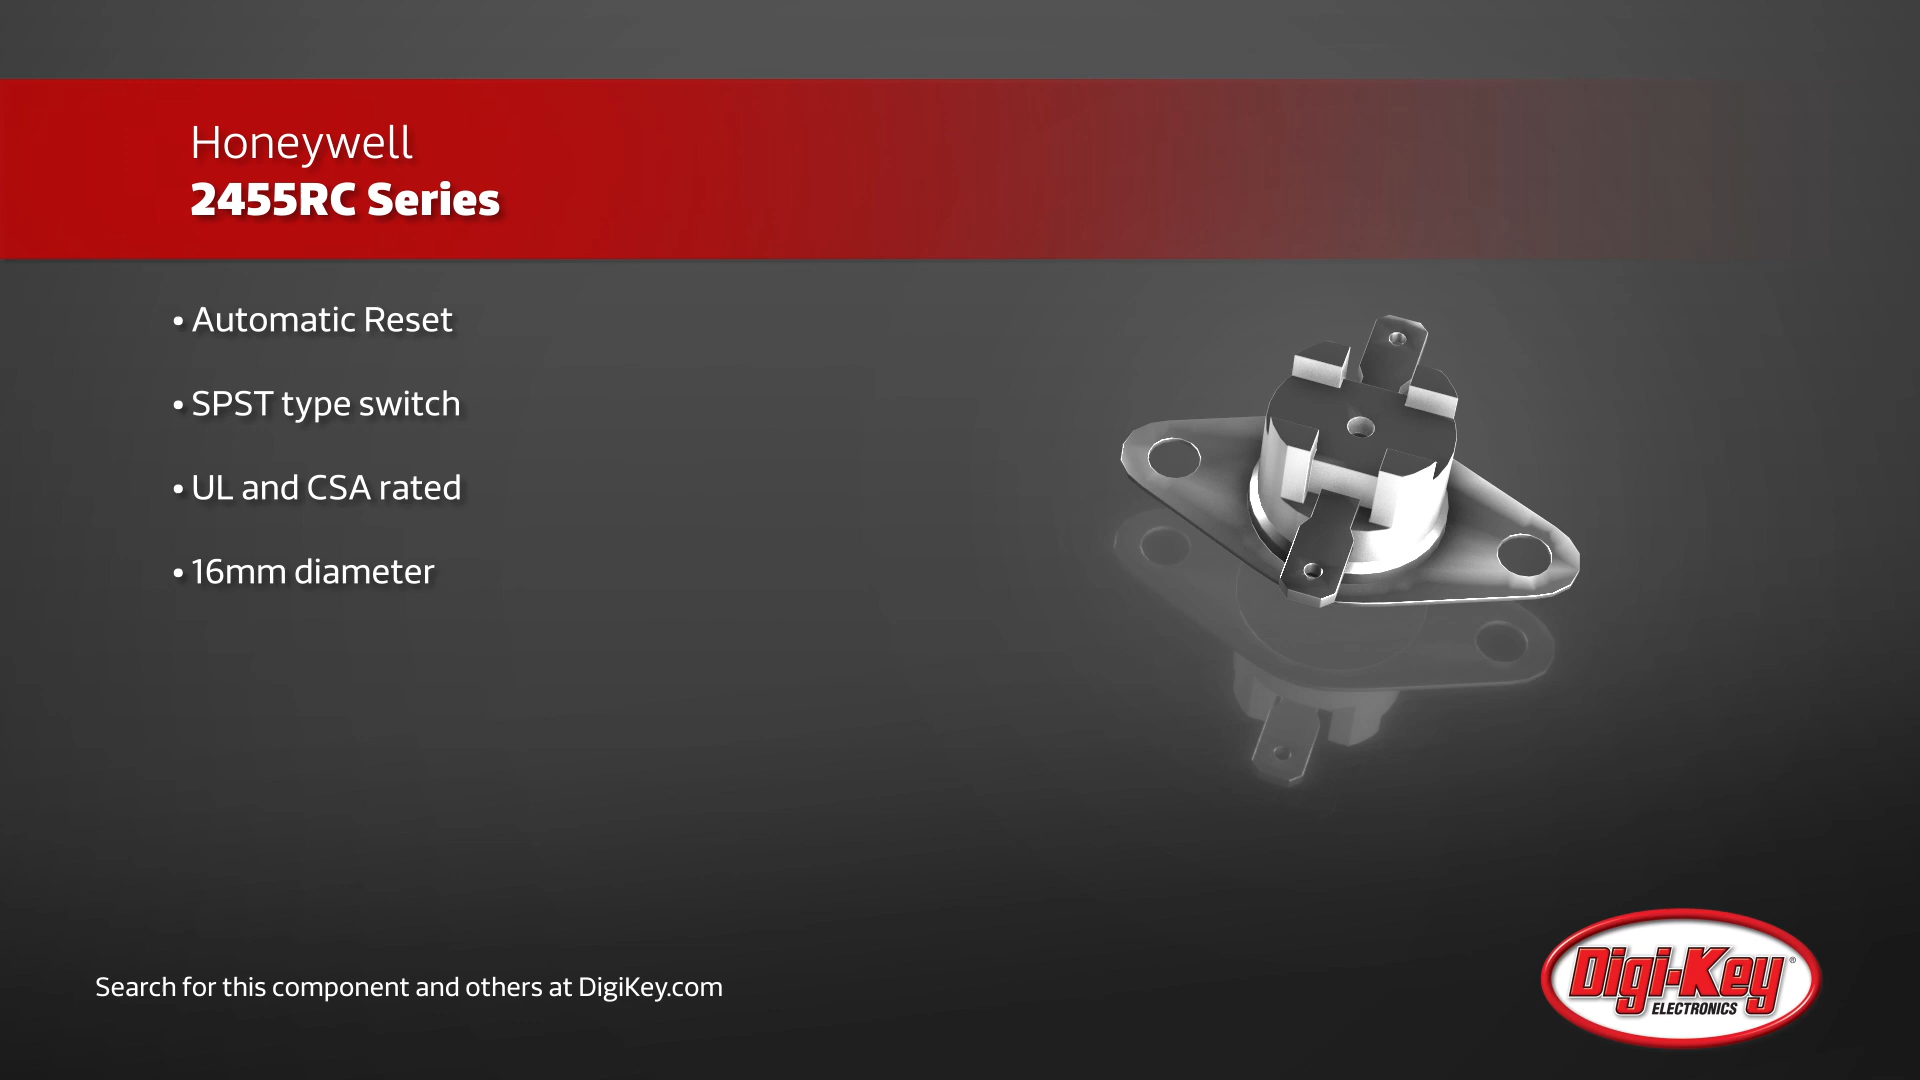 Honeywell
2455RC Series
• Automatic Reset
• SPST type switch
• UL and CSA rated
• 16mm diameter
Search for this component and others at DigiKey.com
Digi-Key®
ELECTRONICS